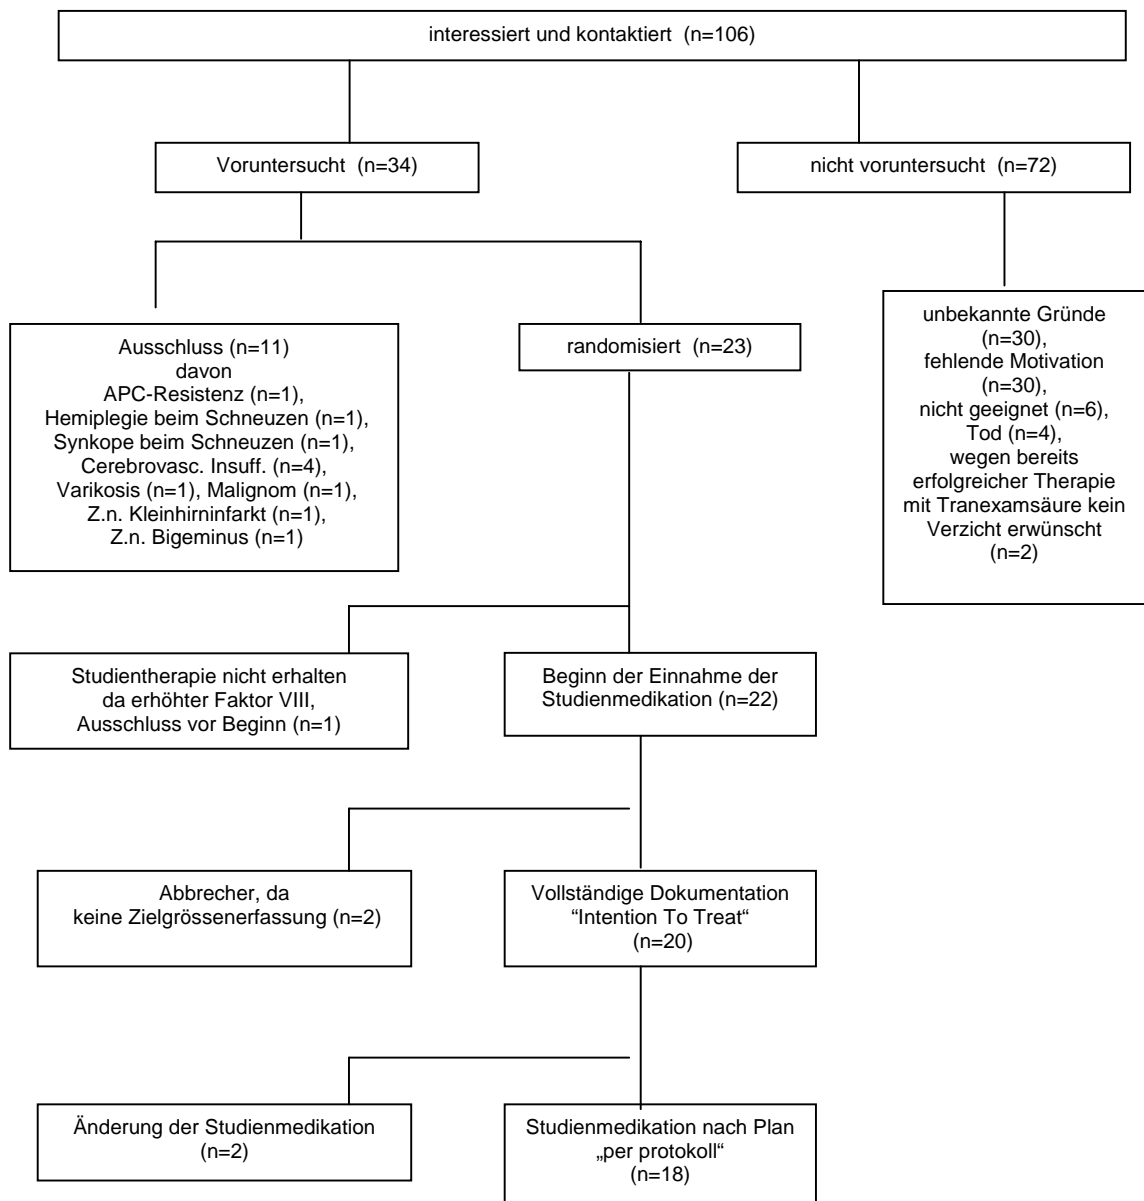 interessiert und kontaktiert (n=106)
Voruntersucht (n=34)
nicht voruntersucht (n=72)
Ausschluss (n=11)
davon
APC-Resistenz (n=1),
Hemiplegie beim Schneuzen (n=1),
Synkope beim Schneuzen (n=1),
Cerebrovasc. Insuff. (n=4),
Varikosis (n=1), Malignom (n=1),
Z.n. Kleinhirninfarkt (n=1),
Z.n. Bigeminus (n=1)
randomisiert (n=23)
unbekannte Gründe
(n=30),
fehlende Motivation
(n=30),
nicht geeignet (n=6),
Tod (n=4),
wegen bereits
erfolgreicher Therapie
mit Tranexamsäure kein
Verzicht erwünscht
(n=2)
Studientherapie nicht erhalten
da erhöhter Faktor VIII,
Ausschluss vor Beginn (n=1)
Beginn der Einnahme der
Studienmedikation (n=22)
Abbrecher, da
keine Zielgrössenerfassung (n=2)
Vollständige Dokumentation
“Intention To Treat“
(n=20)
Änderung der Studienmedikation
(n=2)
Studienmedikation nach Plan
„per protokoll“
(n=18)